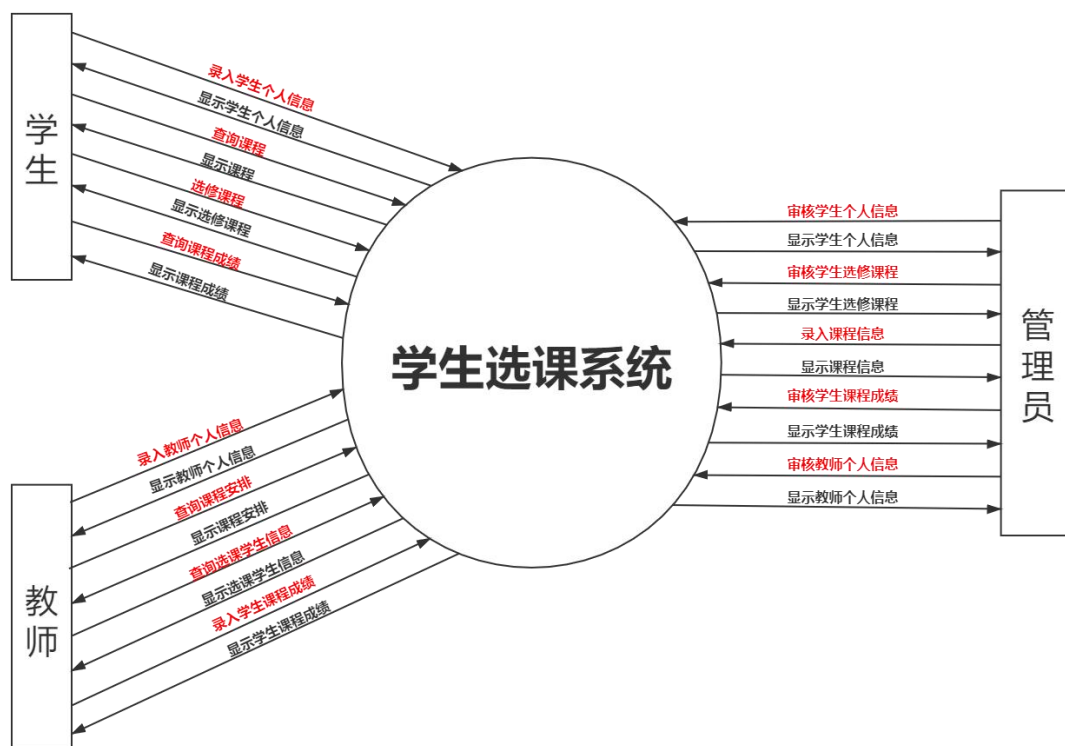 学生
录入学生个人信息
显示学生个人信息
查询课程
显示课程
选修课程
显示选修课程
查询课程成绩
显示课程成绩
学生选课系统
教师
录入教师个人信息
显示教师个人信息
查询课程安排
显示课程安排
查询选课学生信息
显示选课学生信息
录入学生课程成绩
显示学生课程成绩
审核学生个人信息
显示学生个人信息
审核学生选修课程
显示学生选修课程
录入课程信息
显示课程信息
审核学生课程成绩
显示学生课程成绩
审核教师个人信息
显示教师个人信息
管理员